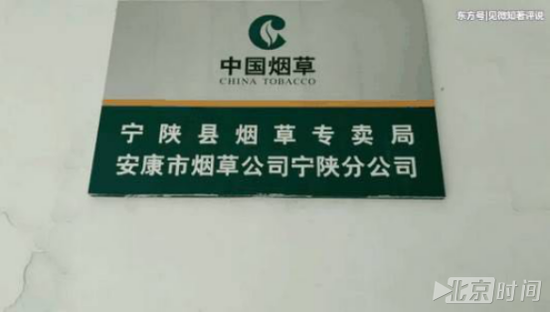 东方号|见微知著评说
中国烟草
CHINA TOBACCO
宁陕县烟草专卖局
安康市烟草公司宁陕分公司
北京时间